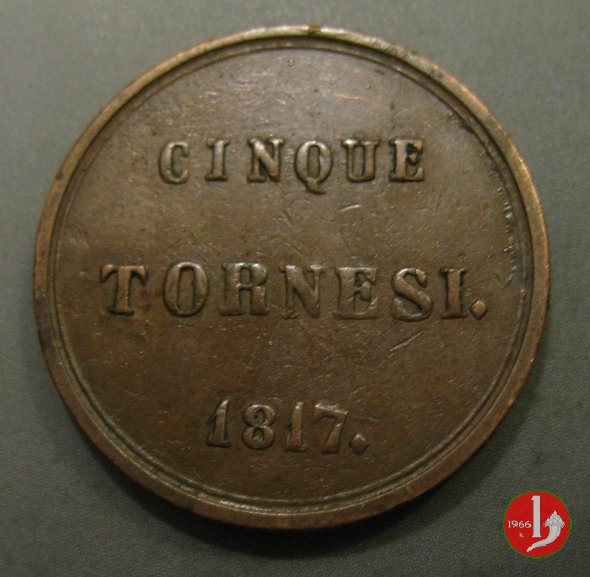 CINQUE
TORNESI.
1817.
1966
R